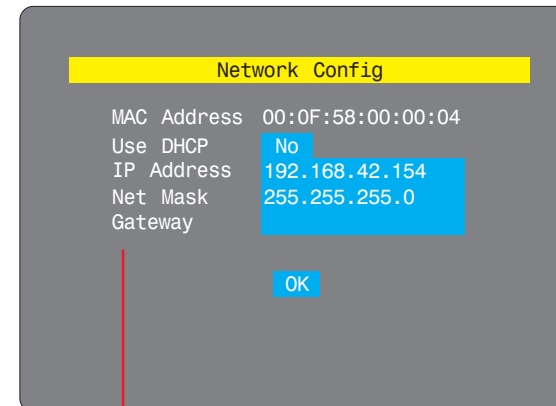 Network Config
MAC Address 00:0F:58:00:00:04
Use DHCP No
IP Address 192.168.42.154
Net Mask 255.255.255.0
Gateway
OK